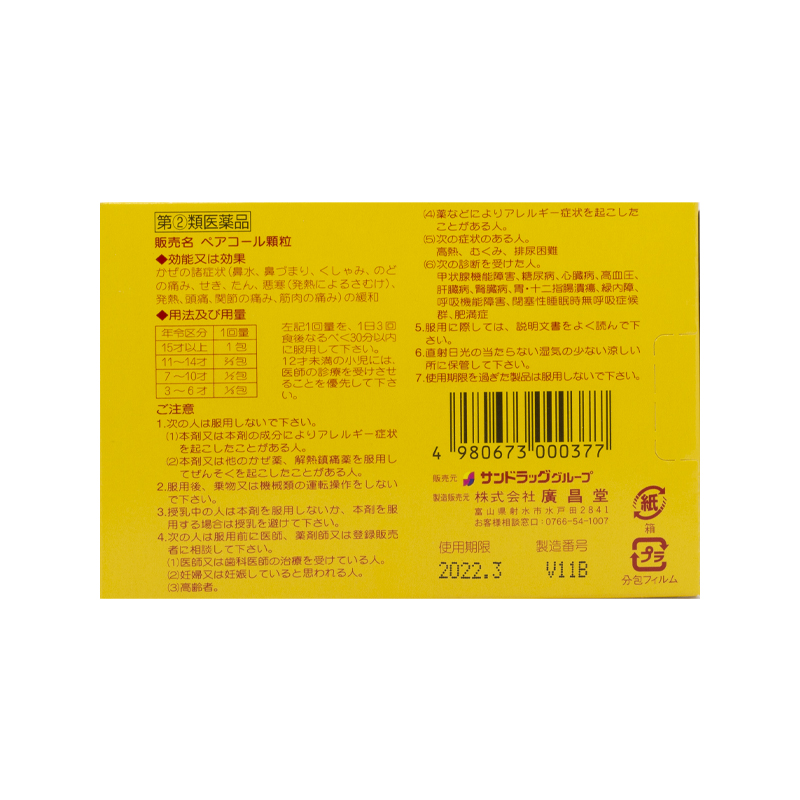 指②類医薬品
販売名 ペアコール顆粒
◆効能又は効果
かぜの諸症状(鼻水、鼻づまり、くしゃみ、のど
の痛み、せき、たん、悪寒(発熱によるさむけ)、
発熱、頭痛、関節の痛み、筋肉の痛み)の緩和
◆用法及び用量
年令区分 1回量
15才以上 1包
11〜14才 ⅔包
7〜10才 ½包
3〜6才 ⅓包
左記1回量を、1日3回
食後なるべく30分以内
に服用して下さい。
12才未満の小児には、
医師の診療を受けさせ
ることを優先して下さ
い。
ご注意
1.次の人は服用しないで下さい。
(1)本剤又は本剤の成分によりアレルギー症状
を起こしたことがある人。
(2)本剤又は他のかぜ薬、解熱鎮痛薬を服用し
てぜんそくを起こしたことがある人。
2.服用後、乗物又は機械類の運転操作をしない
で下さい。
3.授乳中の人は本剤を服用しないか、本剤を服
用する場合は授乳を避けて下さい。
4.次の人は服用前に医師、薬剤師又は登録販売
者に相談して下さい。
(1)医師又は歯科医師の治療を受けている人。
(2)妊婦又は妊娠していると思われる人。
(3)高齢者。
(4)薬などによりアレルギー症状を起こした
ことがある人。
(5)次の症状のある人。
高熱、むくみ、排尿困難
(6)次の診断を受けた人。
甲状腺機能障害、糖尿病、心臓病、高血圧、
肝臓病、腎臓病、胃・十二指腸潰瘍、緑内障、
呼吸機能障害、閉塞性睡眠時無呼吸症候
群、肥満症
5.服用に際しては、説明文書をよく読んで下
さい。
6.直射日光の当たらない湿気の少ない涼しい
所に保管して下さい。
7.使用期限を過ぎた製品は服用しないで下さい。
4 980673 000377
販売元 サンドラッググループ
製造販売元 株式会社 廣昌堂
富山県射水市水戸田2841
お客様相談窓口:0766-54-1007
紙
箱
プラ
分包フィルム
使用期限 製造番号
2022.3 V11B